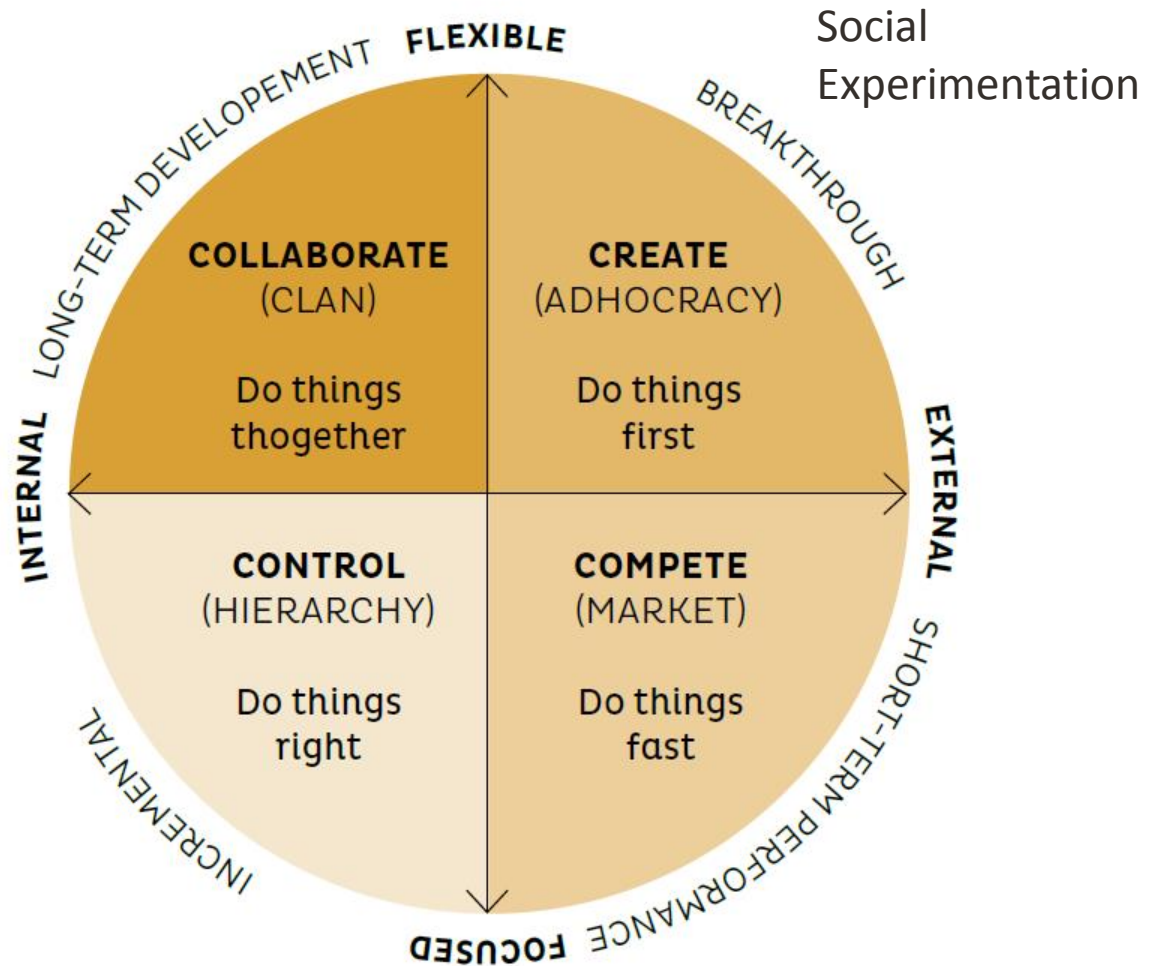 Social
Experimentation
FLEXIBLE
LONG-TERM DEVELOPEMENT
BREAKTHROUGH
COLLABORATE
(CLAN)
Do things
thogether
CREATE
(ADHOCRACY)
Do things
first
INTERNAL
EXTERNAL
CONTROL
(HIERARCHY)
Do things
right
COMPETE
(MARKET)
Do things
fast
INCREMENTAL
SHORT-TERM PERFORMANCE
FOCUSED